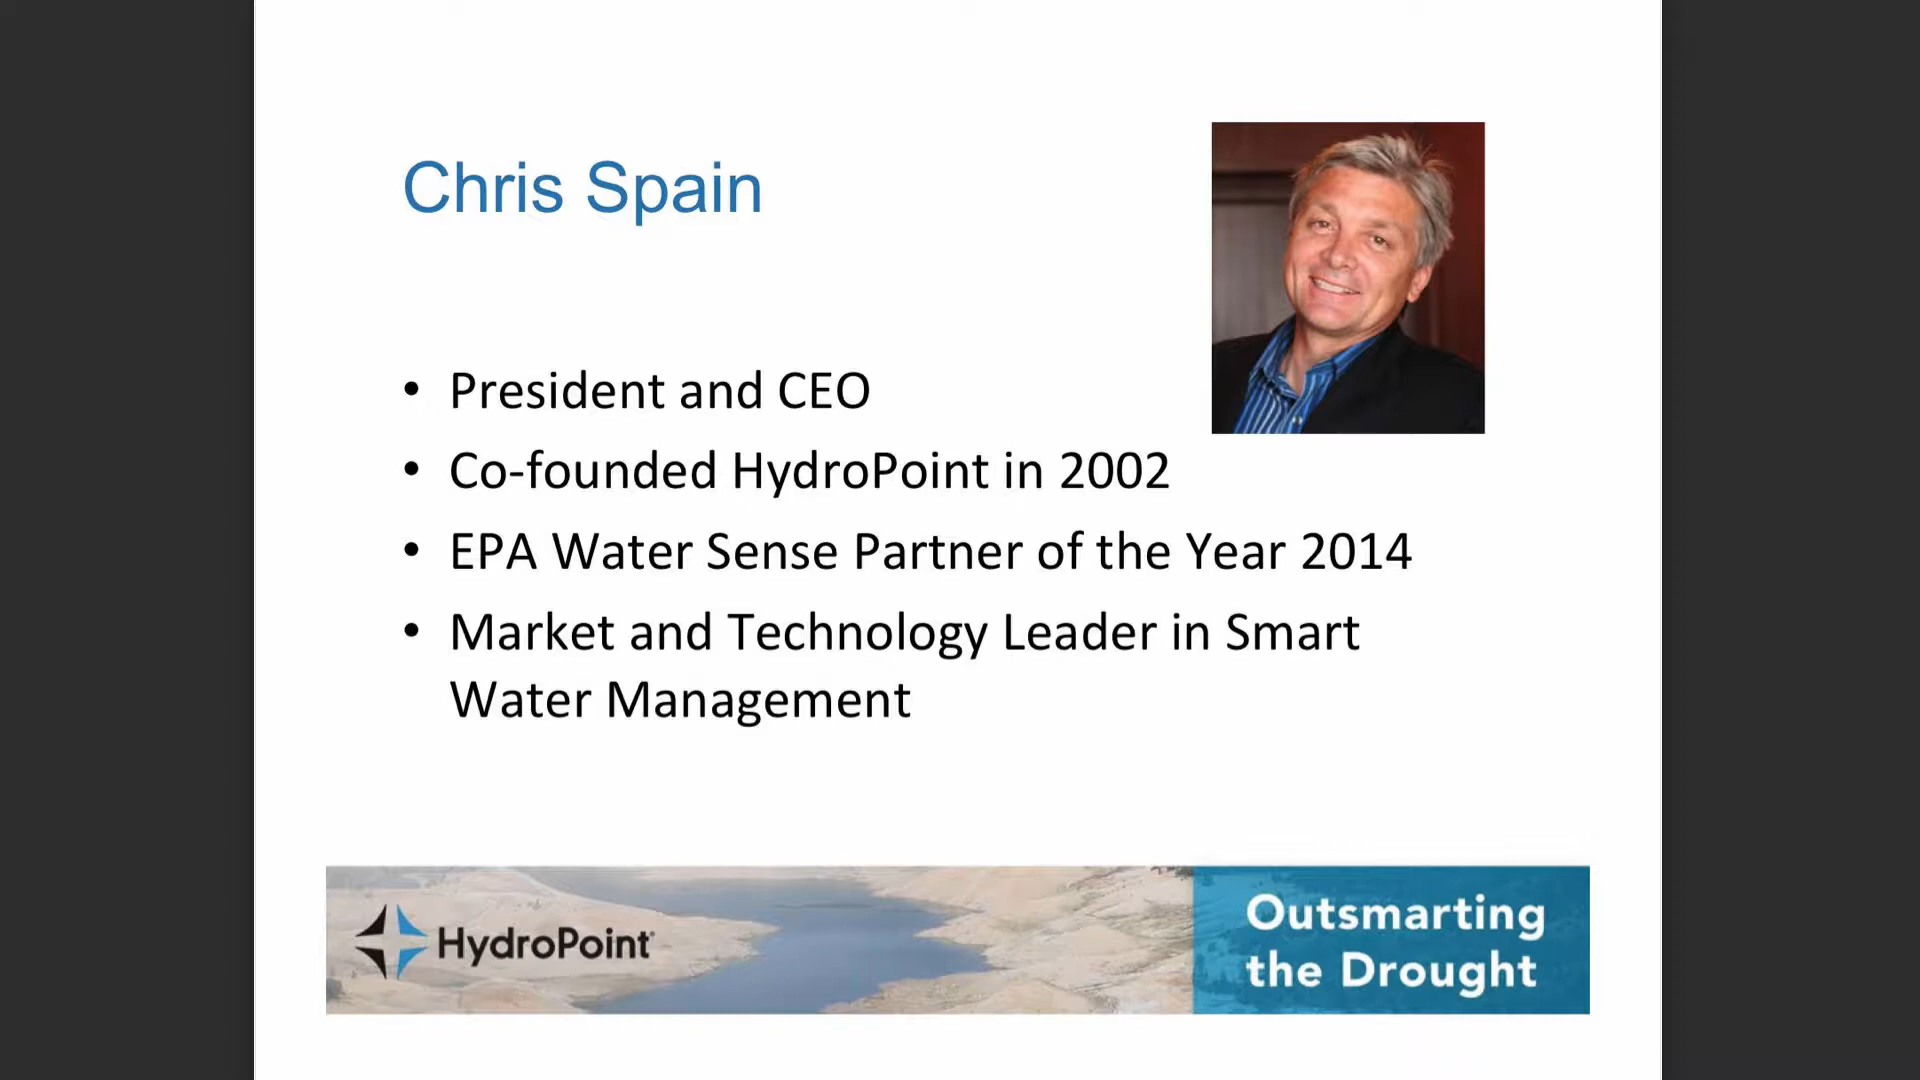 Chris Spain
• President and CEO
• Co-founded HydroPoint in 2002
• EPA Water Sense Partner of the Year 2014
• Market and Technology Leader in Smart
Water Management
HydroPoint
Outsmarting
the Drought